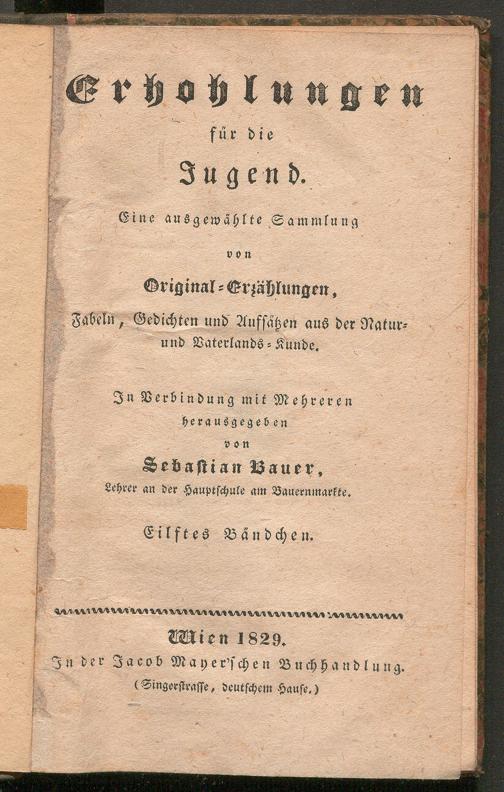 Erhohlungen
für die
Jugend.
Eine ausgewählte Sammlung
von
Original-Erzählungen,
Fabeln, Gedichten und Aufsätzen aus der Natur-
und Vaterlands-Kunde.
In Verbindung mit Mehreren
herausgegeben
von
Sebastian Bauer,
Lehrer an der Hauptschule am Bauernmarkte.
Eilftes Bändchen.
Wien 1829.
In der Jacob Mayer'schen Buchhandlung.
(Singerstrasse, deutschem Hause.)